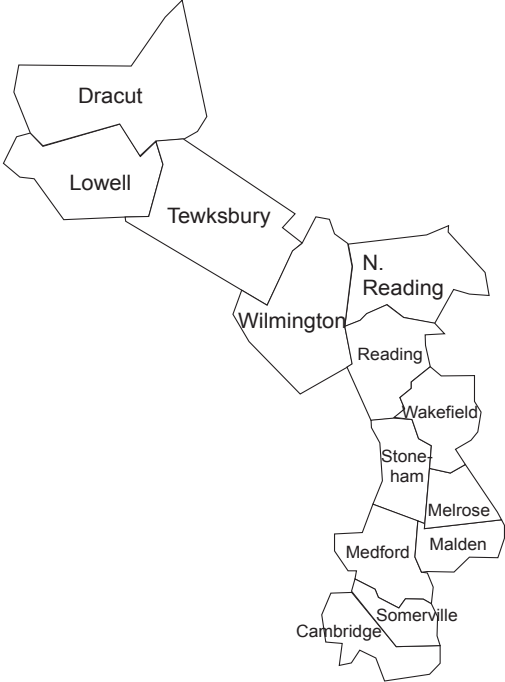 Dracut
Lowell
Tewksbury
N.
Reading
Wilmington
Reading
Wakefield
Stone-
ham
Melrose
Malden
Medford
Somerville
Cambridge